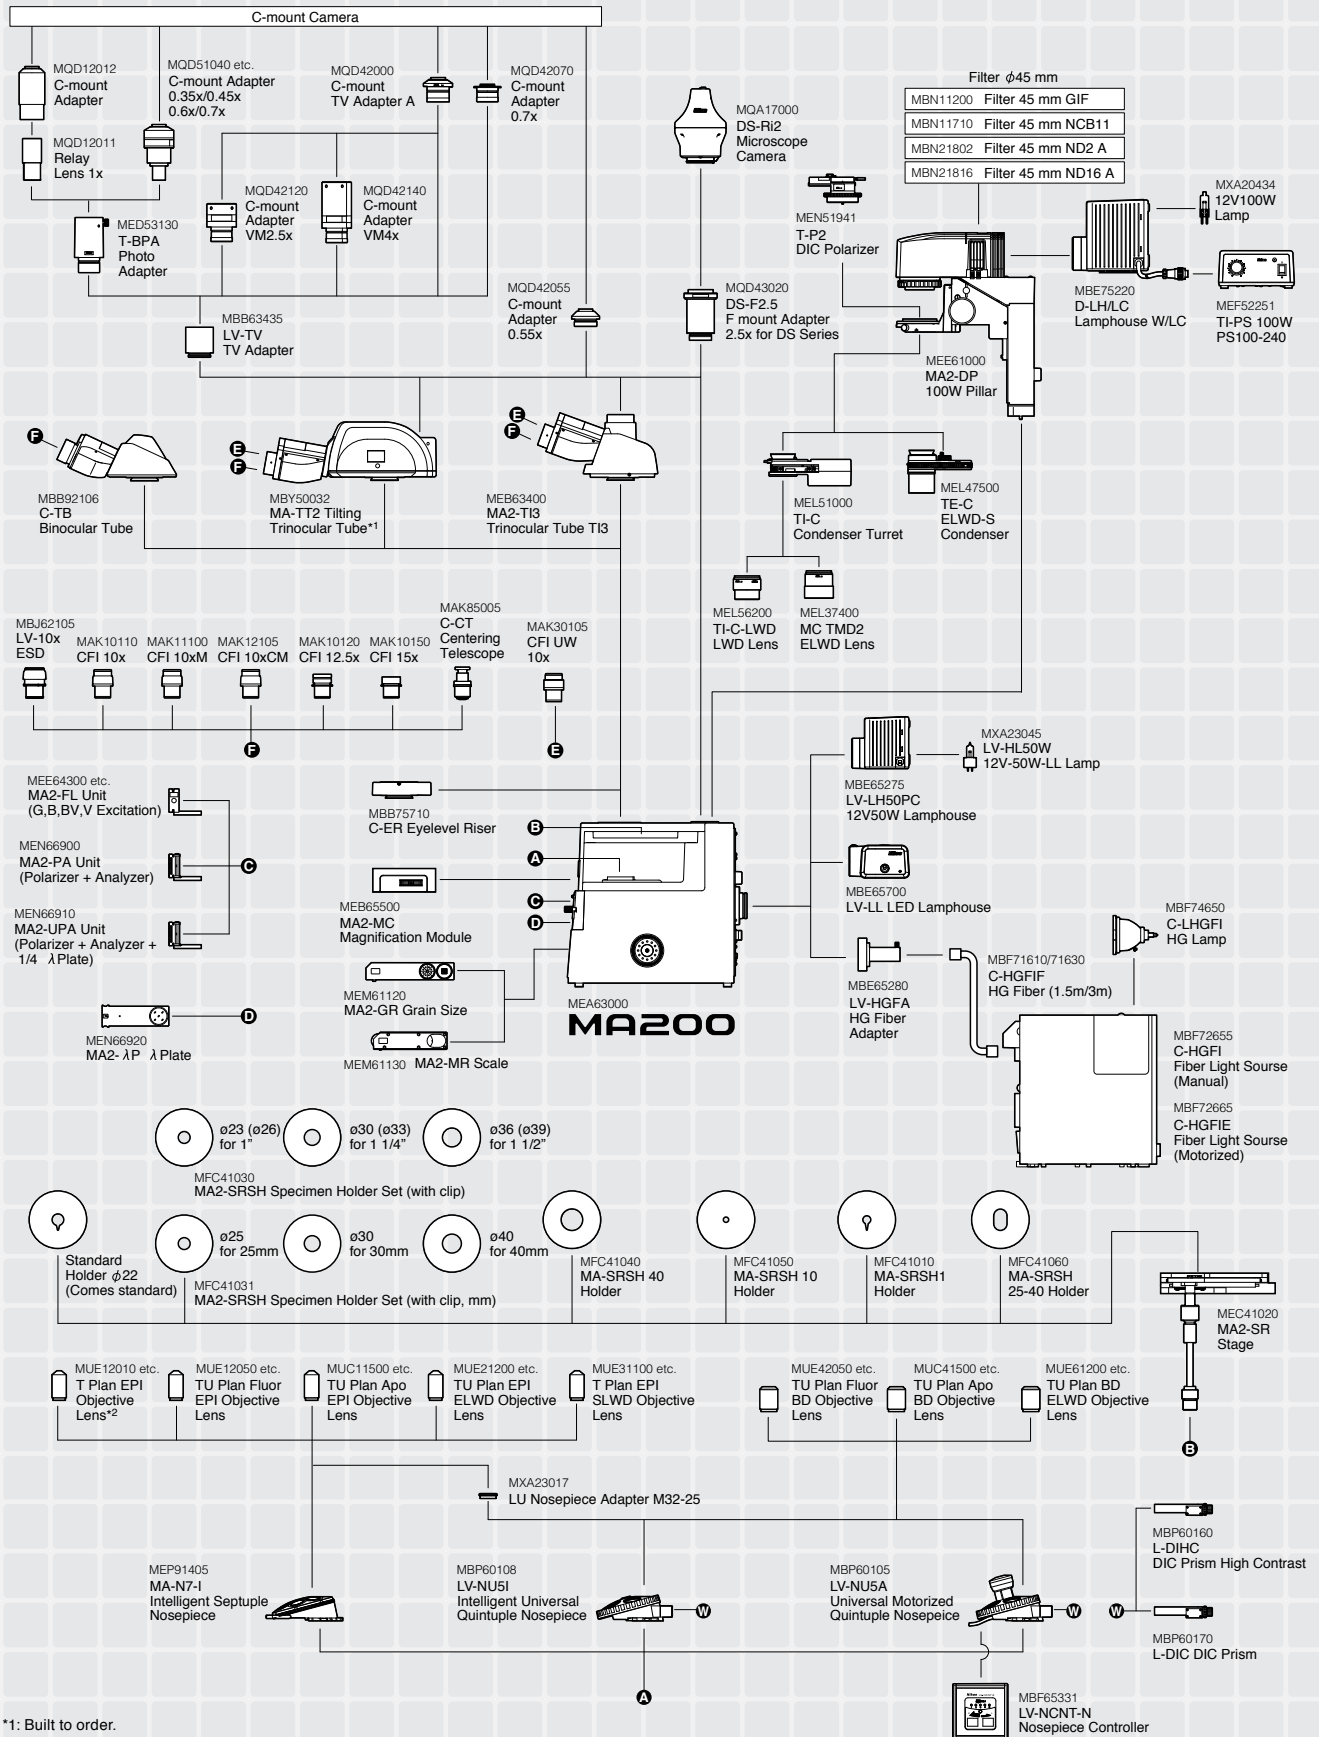 C-mount Camera
MQD12012
C-mount
Adapter
MQD51040 etc.
C-mount Adapter
0.35x/0.45x
0.6x/0.7x
MQD42000
C-mount
TV Adapter A
MQD42070
C-mount
Adapter
0.7x
MQD12011
Relay
Lens 1x
MED53130
T-BPA
Photo
Adapter
MQD42120
C-mount
Adapter
VM2.5x
MQD42140
C-mount
Adapter
VM4x
MQA17000
DS-Ri2
Microscope
Camera
Filter ϕ45 mm
MBN11200 Filter 45 mm GIF
MBN11710 Filter 45 mm NCB11
MBN21802 Filter 45 mm ND2 A
MBN21816 Filter 45 mm ND16 A
MEN51941
T-P2
DIC Polarizer
MXA20434
12V100W
Lamp
MBE75220
D-LH/LC
Lamphouse W/LC
MEF52251
TI-PS 100W
PS100-240
MBB63435
LV-TV
TV Adapter
MQD42055
C-mount
Adapter
0.55x
MQD43020
DS-F2.5
F mount Adapter
2.5x for DS Series
MEE61000
MA2-DP
100W Pillar
F
E
F
E
F
MBB92106
C-TB
Binocular Tube
MBY50032
MA-TT2 Tilting
Trinocular Tube*1
MEB63400
MA2-TI3
Trinocular Tube TI3
MEL51000
TI-C
Condenser Turret
MEL47500
TE-C
ELWD-S
Condenser
MEL56200
TI-C-LWD
LWD Lens
MEL37400
MC TMD2
ELWD Lens
MBJ62105
LV-10x
ESD
MAK10110
CFI 10x
MAK11100
CFI 10xM
MAK12105
CFI 10xCM
MAK10120
CFI 12.5x
MAK10150
CFI 15x
MAK85005
C-CT
Centering
Telescope
MAK30105
CFI UW
10x
F
E
MEE64300 etc.
MA2-FL Unit
(G,B,BV,V Excitation)
MEN66900
MA2-PA Unit
(Polarizer + Analyzer)
C
MEN66910
MA2-UPA Unit
(Polarizer + Analyzer +
1/4 λ Plate)
D
MEN66920
MA2- λP λ Plate
MBB75710
C-ER Eyelevel Riser
MEB65500
MA2-MC
Magnification Module
MEM61120
MA2-GR Grain Size
MEM61130 MA2-MR Scale
B
A
C
D
MEA63000
MA200
MXA23045
LV-HL50W
12V-50W-LL Lamp
MBE65275
LV-LH50PC
12V50W Lamphouse
MBE65700
LV-LL LED Lamphouse
MBE65280
LV-HGFA
HG Fiber
Adapter
MBF71610/71630
C-HGFIF
HG Fiber (1.5m/3m)
MBF74650
C-LHGFI
HG Lamp
MBF72655
C-HGFI
Fiber Light Sourse
(Manual)
MBF72665
C-HGFIE
Fiber Light Sourse
(Motorized)
ø23 (ø26)
for 1"
ø30 (ø33)
for 1 1/4"
ø36 (ø39)
for 1 1/2"
MFC41030
MA2-SRSH Specimen Holder Set (with clip)
Standard
Holder ϕ22
(Comes standard)
ø25
for 25mm
ø30
for 30mm
ø40
for 40mm
MFC41031
MA2-SRSH Specimen Holder Set (with clip, mm)
MFC41040
MA-SRSH 40
Holder
MFC41050
MA-SRSH 10
Holder
MFC41010
MA-SRSH1
Holder
MFC41060
MA-SRSH
25-40 Holder
MEC41020
MA2-SR
Stage
B
MUE12010 etc.
T Plan EPI
Objective
Lens*2
MUE12050 etc.
TU Plan Fluor
EPI Objective
Lens
MUC11500 etc.
TU Plan Apo
EPI Objective
Lens
MUE21200 etc.
TU Plan EPI
ELWD Objective
Lens
MUE31100 etc.
T Plan EPI
SLWD Objective
Lens
MUE42050 etc.
TU Plan Fluor
BD Objective
Lens
MUC41500 etc.
TU Plan Apo
BD Objective
Lens
MUE61200 etc.
TU Plan BD
ELWD Objective
Lens
MXA23017
LU Nosepiece Adapter M32-25
MEP91405
MA-N7-I
Intelligent Septuple
Nosepiece
MBP60108
LV-NU5I
Intelligent Universal
Quintuple Nosepiece
W
MBP60105
LV-NU5A
Universal Motorized
Quintuple Nosepeice
W
MBP60160
L-DIHC
DIC Prism High Contrast
W
MBP60170
L-DIC DIC Prism
A
MBF65331
LV-NCNT-N
Nosepiece Controller
*1: Built to order.